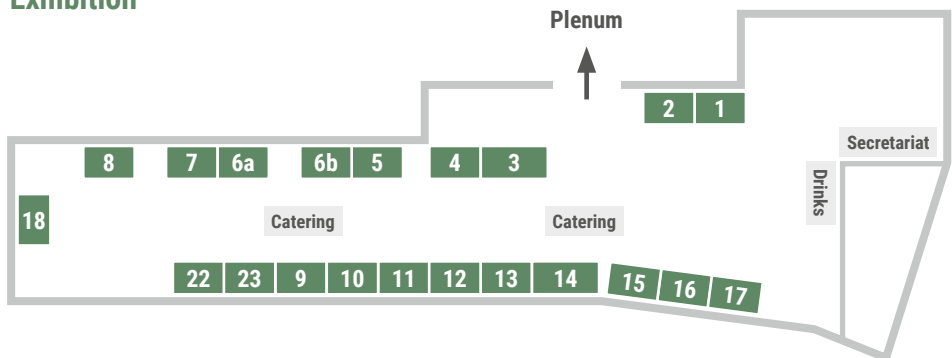 Exhibition
Plenum
2 1
Secretariat
8 7 6a 6b 5 4 3
Drinks
18
Catering Catering
22 23 9 10 11 12 13 14 15 16 17